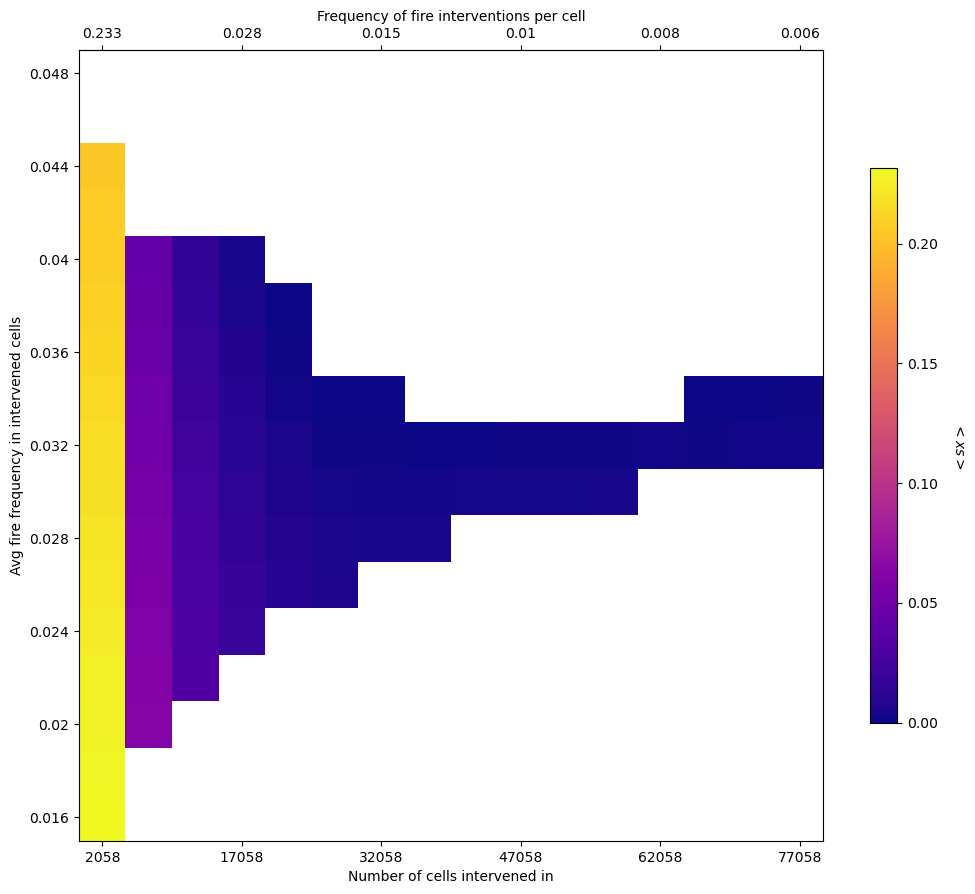 Frequency of fire interventions per cell
0.233 0.028 0.015 0.01 0.008 0.006
0.048
0.044
0.04
0.036
0.032
0.028
0.024
0.02
0.016
Avg fire frequency in intervened cells
2058 17058 32058 47058 62058 77058
Number of cells intervened in
0.20
0.15
0.10
0.05
0.00
< sx >